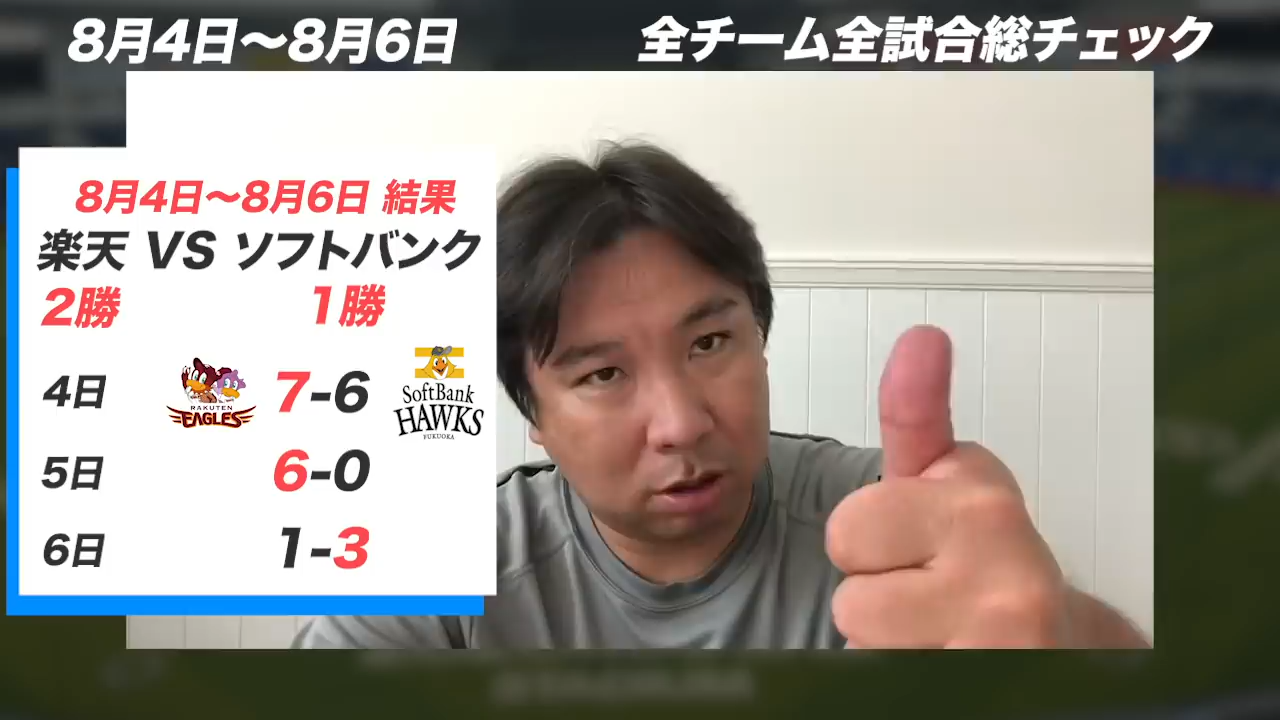 8月4日〜8月6日
全チーム全試合総チェック
8月4日〜8月6日 結果
楽天 VS ソフトバンク
2勝 1勝
4日 7-6
RAKUTEN
EAGLES
SoftBank
HAWKS
FUKUOKA
5日 6-0
6日 1-3